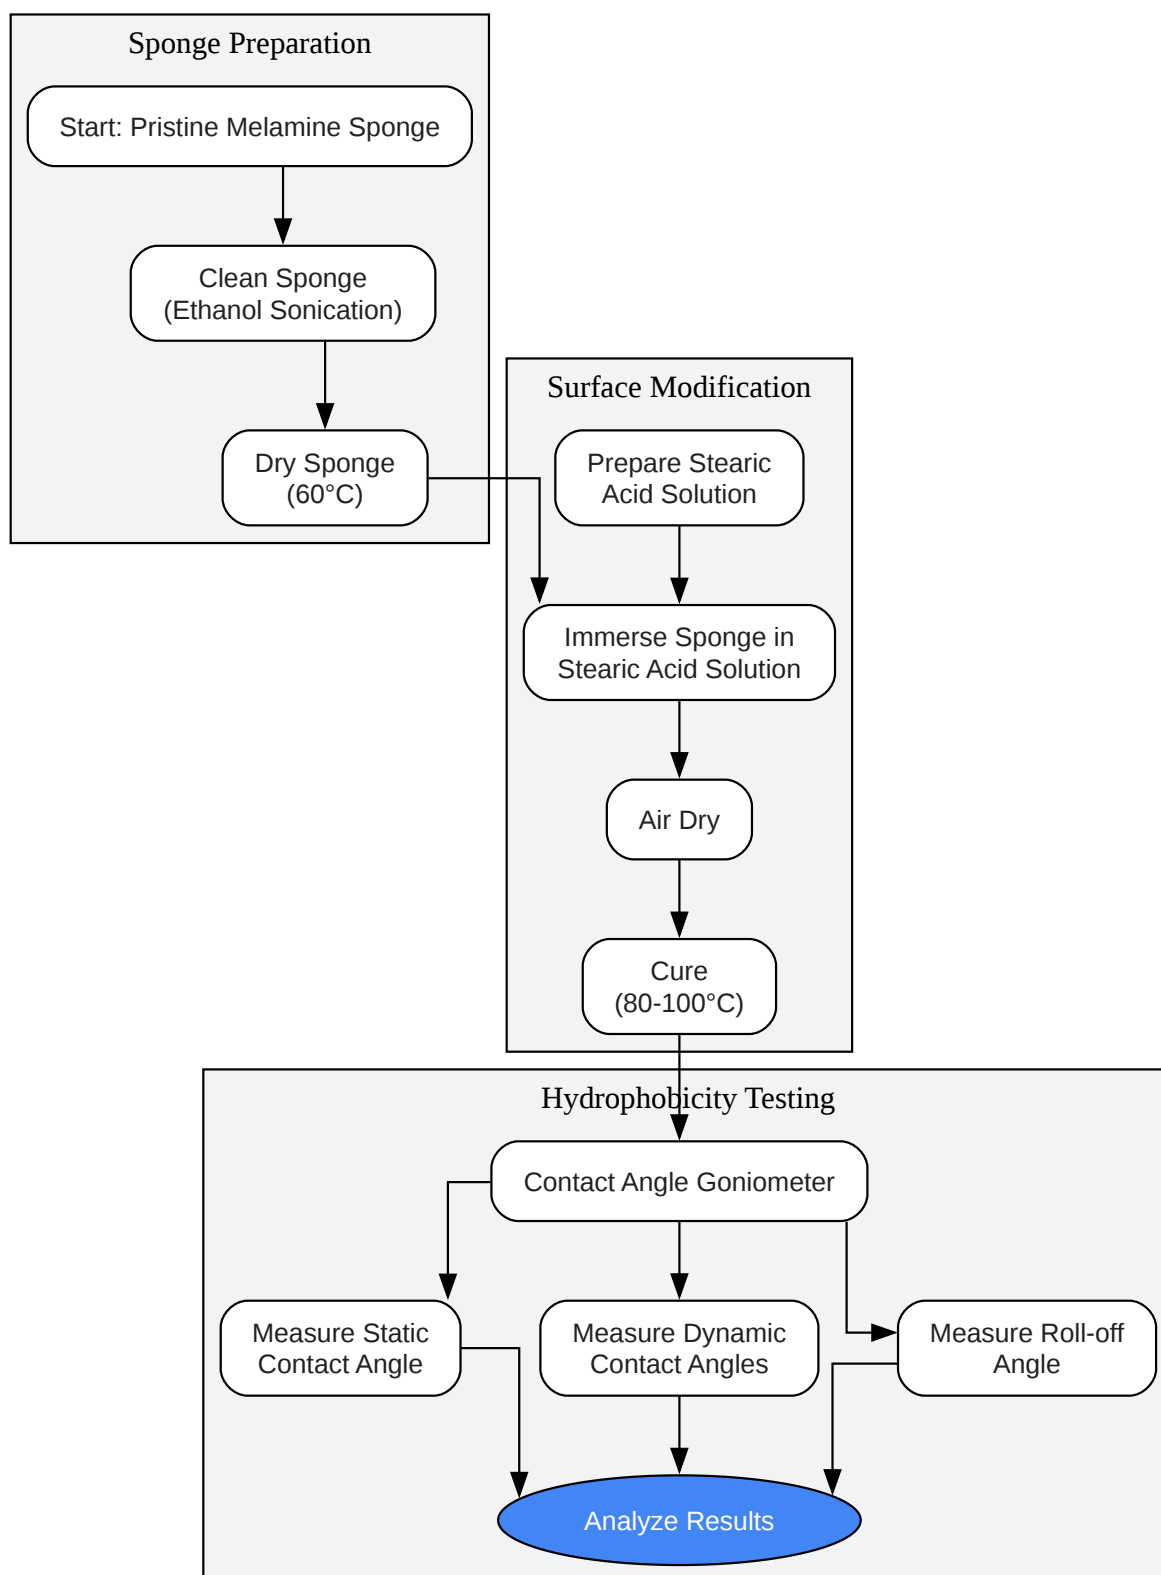 Sponge Preparation
Start: Pristine Melamine Sponge
Clean Sponge
(Ethanol Sonication)
Dry Sponge
(60°C)
Surface Modification
Prepare Stearic
Acid Solution
Immerse Sponge in
Stearic Acid Solution
Air Dry
Cure
(80-100°C)
Hydrophobicity Testing
Contact Angle Goniometer
Measure Static
Contact Angle
Measure Dynamic
Contact Angles
Measure Roll-off
Angle
Analyze Results